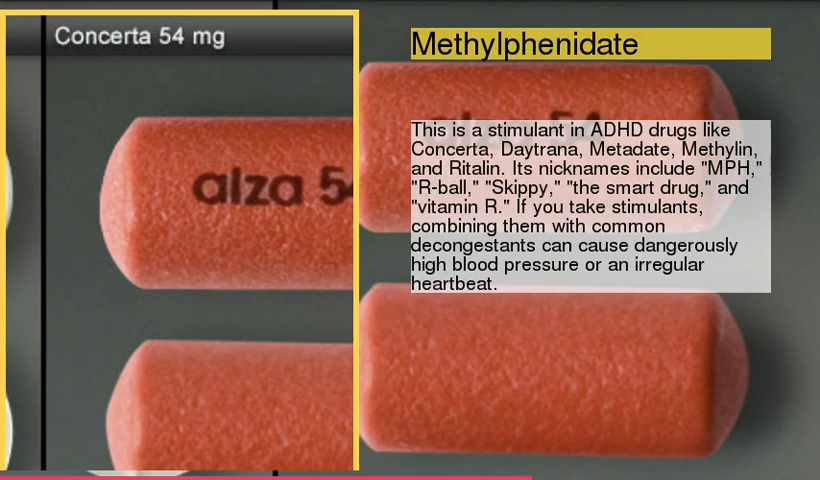 Concerta 54 mg
Methylphenidate
alza 54
This is a stimulant in ADHD drugs like
Concerta, Daytrana, Metadate, Methylin,
and Ritalin. Its nicknames include "MPH,"
"R-ball," "Skippy," "the smart drug," and
"vitamin R." If you take stimulants,
combining them with common
decongestants can cause dangerously
high blood pressure or an irregular
heartbeat.